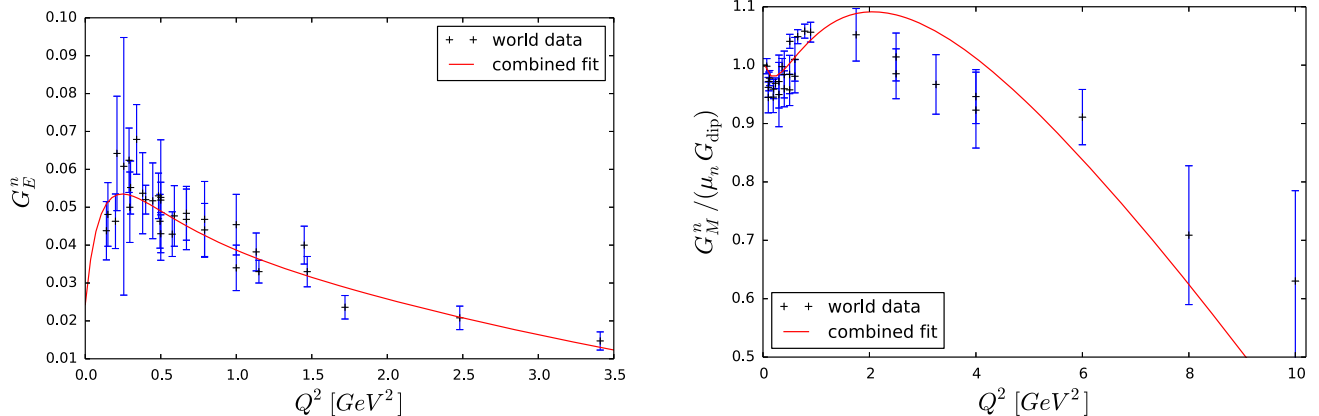 0.10
0.09
0.08
0.07
0.06
0.05
0.04
0.03
0.02
0.01
G_E^n
world data
combined fit
0.0 0.5 1.0 1.5 2.0 2.5 3.0 3.5
Q^2 [GeV^2]
1.1
1.0
0.9
0.8
0.7
0.6
0.5
G_M^n/(μ_n G_dip)
world data
combined fit
0 2 4 6 8 10
Q^2 [GeV^2]